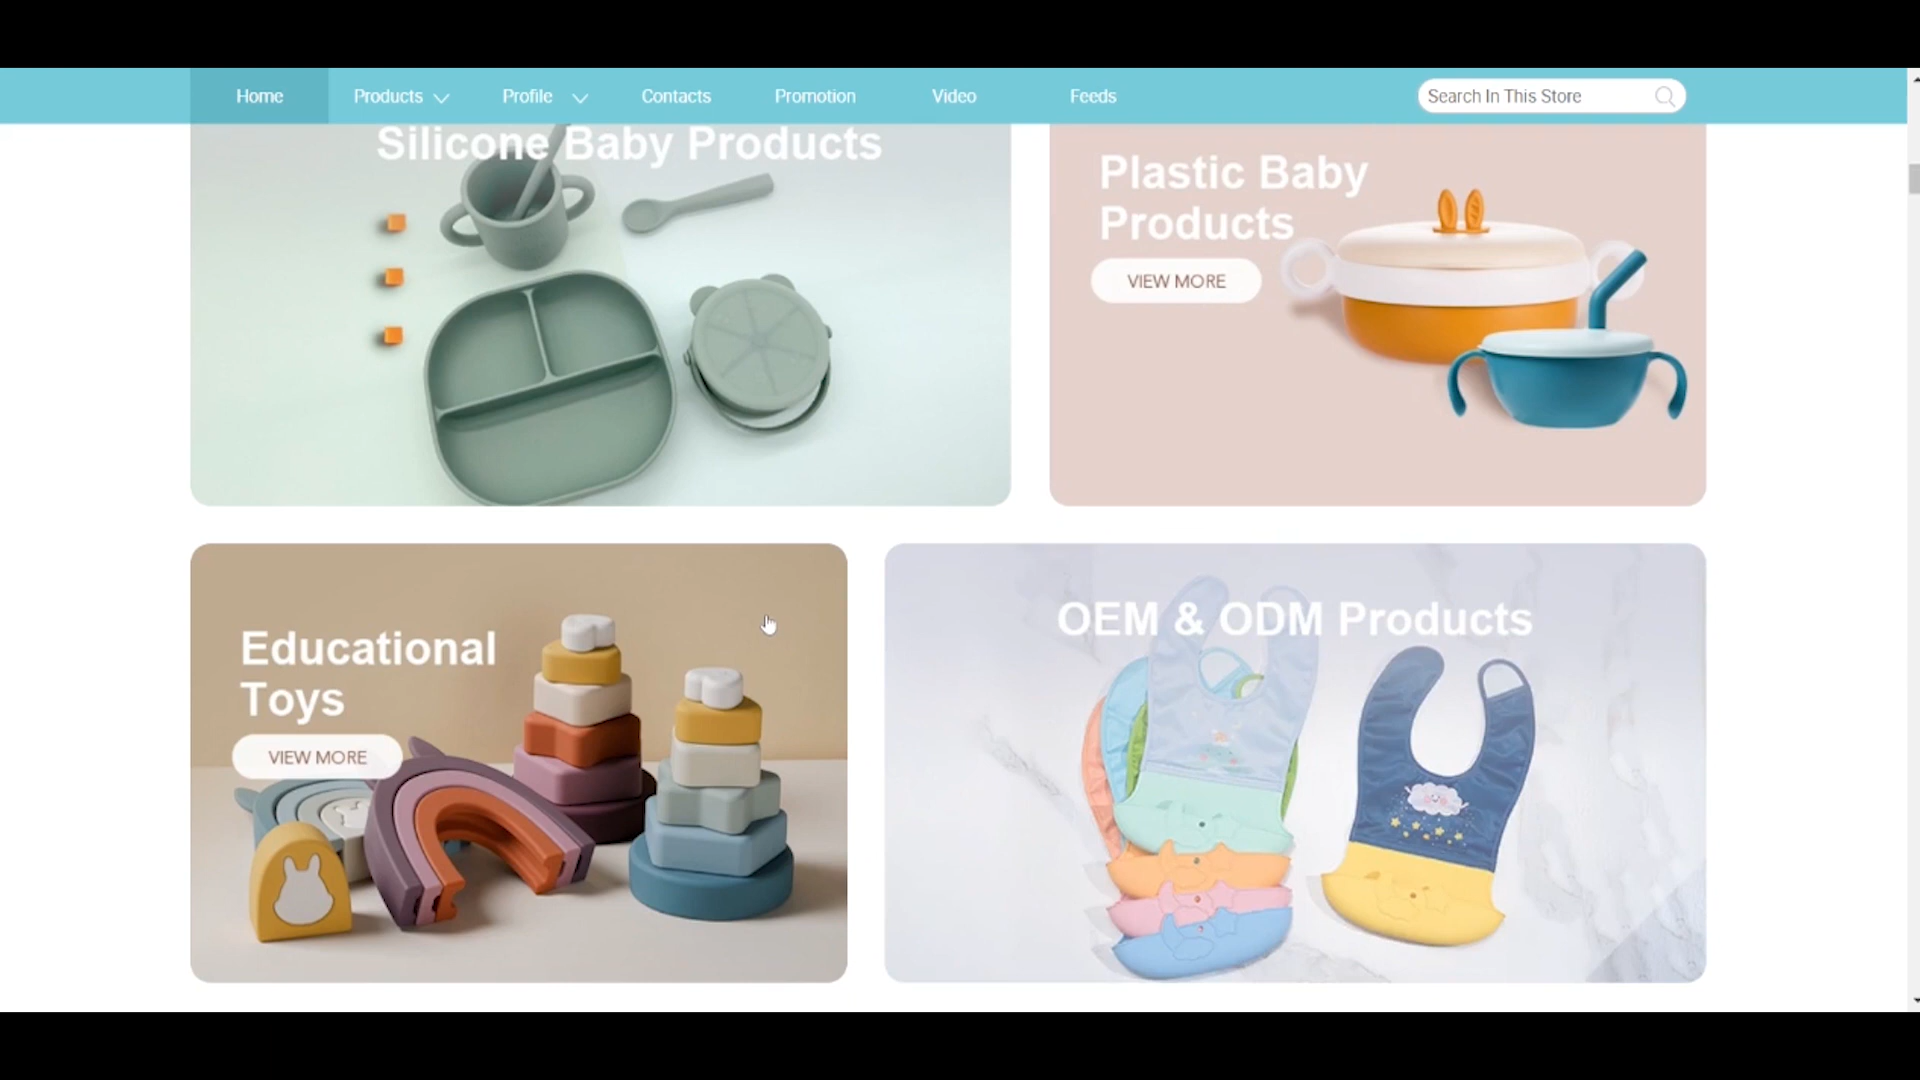 Home Products Profile Contacts Promotion Video Feeds Search In This Store
Silicone Baby Products
Plastic Baby
Products
VIEW MORE
Educational
Toys
VIEW MORE
OEM & ODM Products